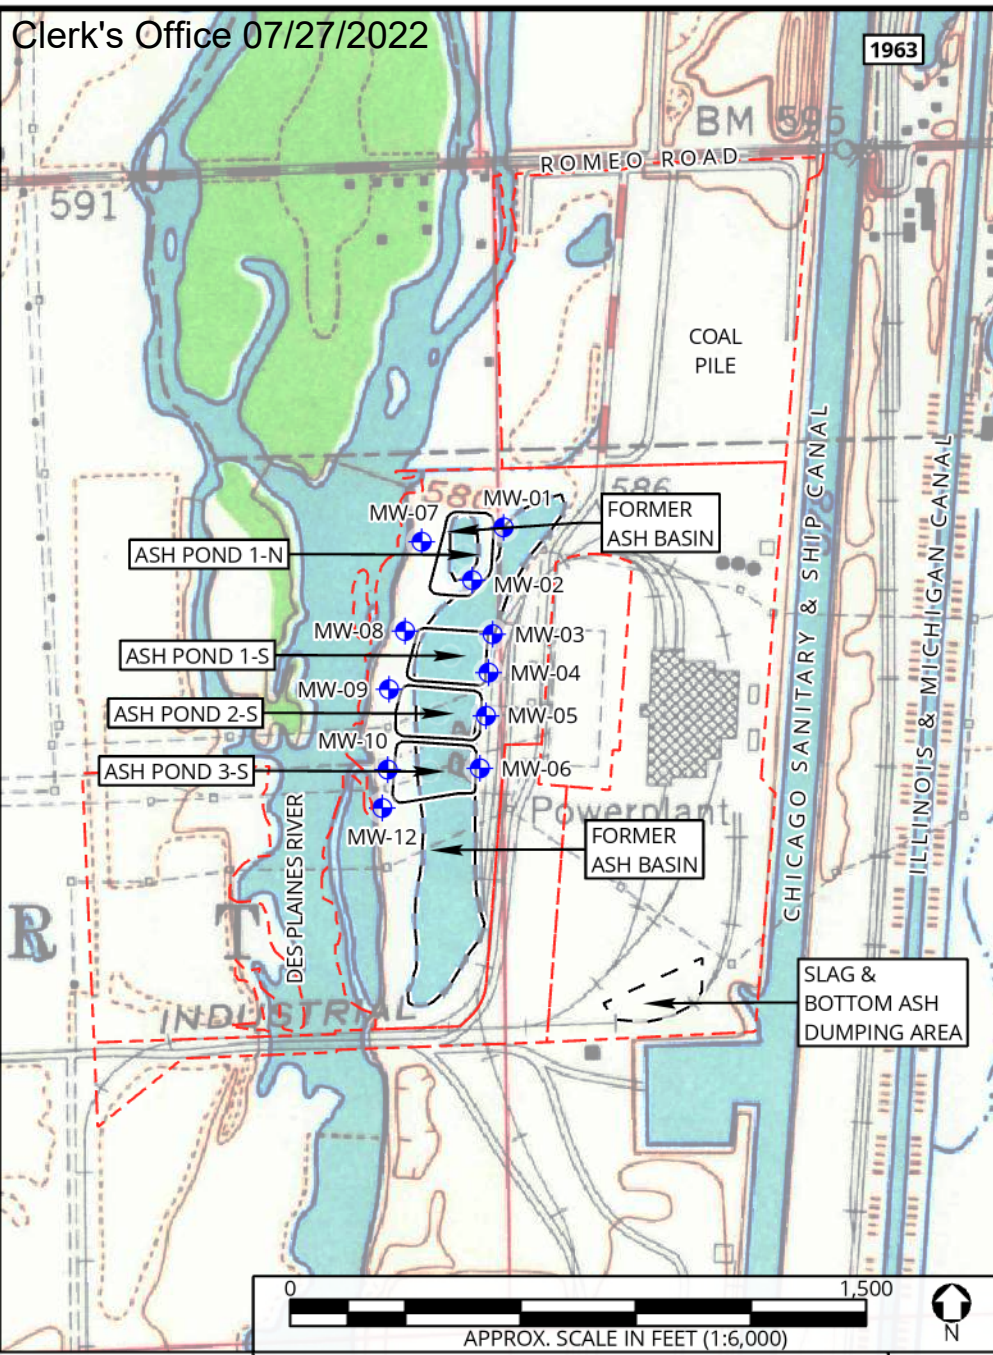 Clerk's Office 07/27/2022
1963
BM 595
ROMEO ROAD
591
COAL
PILE
580
586
MW-01
MW-07
FORMER
ASH BASIN
ASH POND 1-N
MW-02
MW-08
MW-03
ASH POND 1-S
MW-04
MW-09
ASH POND 2-S
MW-05
MW-10
ASH POND 3-S
MW-06
Powerplant
MW-12
FORMER
ASH BASIN
CHICAGO SANITARY & SHIP CANAL
ILLINOIS & MICHIGAN CANAL
DES PLAINES RIVER
R T
SLAG &
BOTTOM ASH
DUMPING AREA
INDUSTRIAL
0 1,500
APPROX. SCALE IN FEET (1:6,000)
N